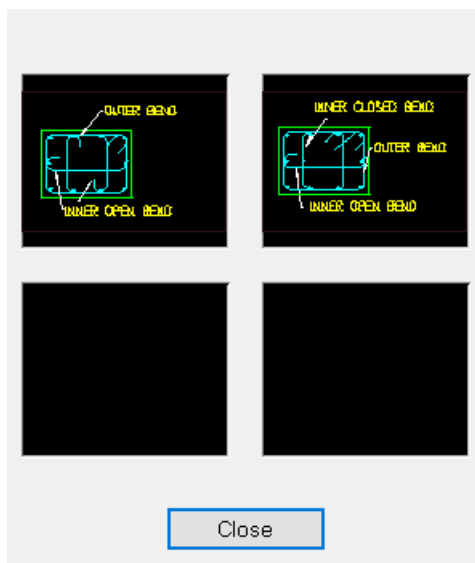 OUTER BEND
INNER OPEN BEND
INNER CLOSED BEND
OUTER BEND
INNER OPEN BEND
Close